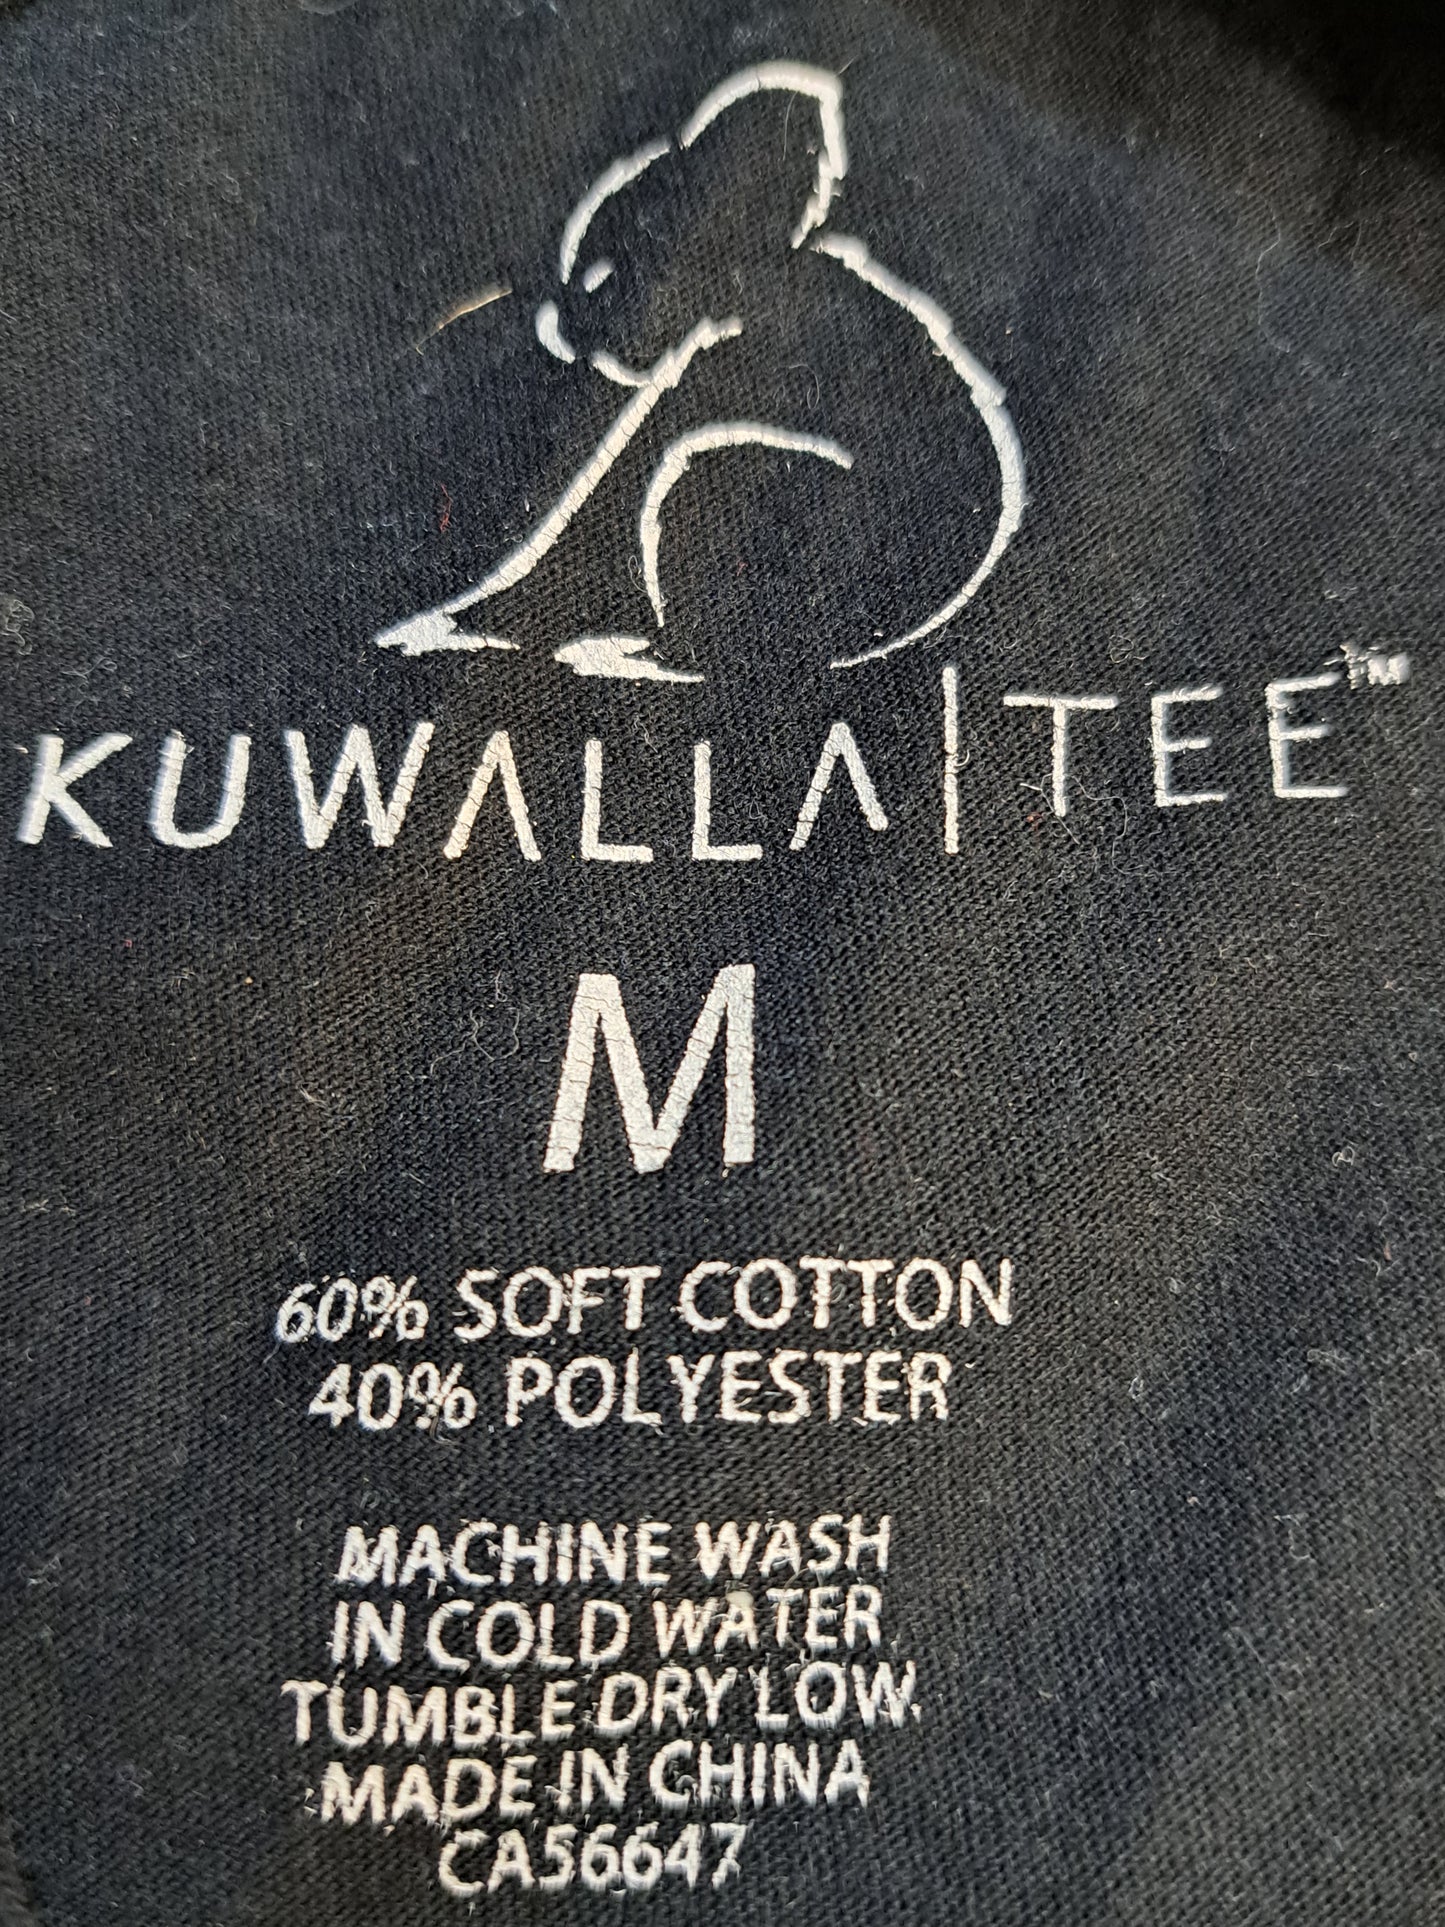 KUWALLA|TEE™
M
60% SOFT COTTON
40% POLYESTER
MACHINE WASH
IN COLD WATER
TUMBLE DRY LOW.
MADE IN CHINA
CA56647